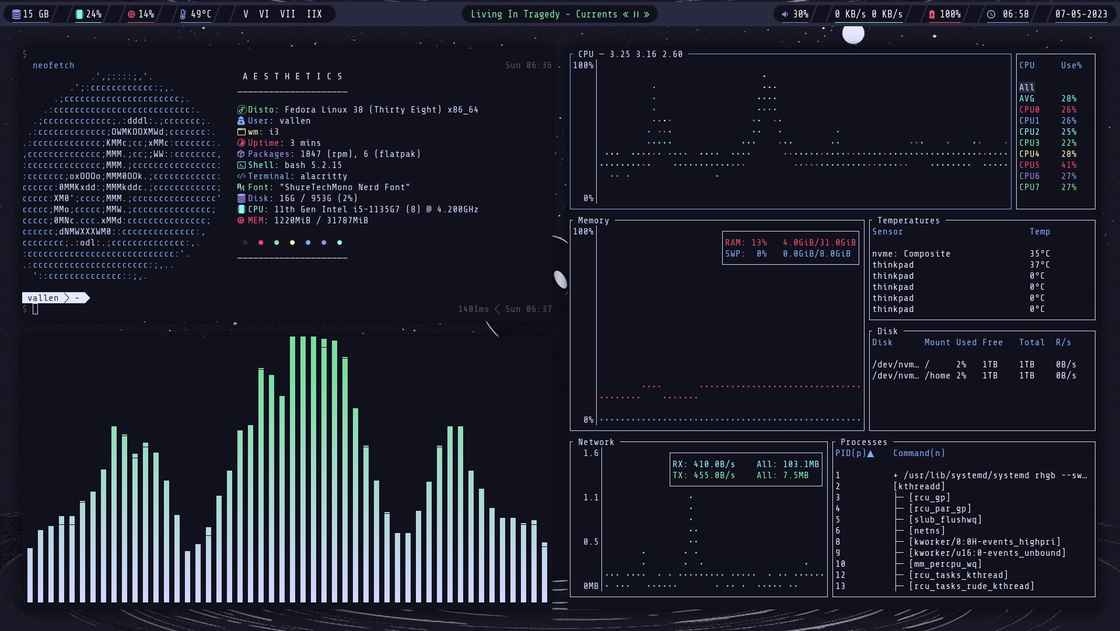 15 GB 24% 14% 49°C V VI VII IIX Living In Tragedy - Currents 30% 0 KB/s 0 KB/s 100% 06:58 07-05-2023
$
neofetch Sun 06:36
AESTHETICS
Disto: Fedora Linux 38 (Thirty Eight) x86_64
User: vallen
wm: i3
Uptime: 3 mins
Packages: 1847 (rpm), 6 (flatpak)
Shell: bash 5.2.15
Terminal: alacritty
Font: "ShureTechMono Nerd Font"
Disk: 16G / 953G (2%)
CPU: 11th Gen Intel i5-1135G7 (8) @ 4.200GHz
MEM: 1220MiB / 31787MiB
vallen ~
$ 1401ms Sun 06:37
CPU — 3.25 3.16 2.60
100%
0%
CPU Use%
All
AVG 28%
CPU0 26%
CPU1 26%
CPU2 25%
CPU3 22%
CPU4 28%
CPU5 41%
CPU6 27%
CPU7 27%
Memory
100%
RAM: 13% 4.0GiB/31.0GiB
SWP: 0% 0.0GiB/8.0GiB
0%
Temperatures
Sensor Temp
nvme: Composite 35°C
thinkpad 37°C
thinkpad 0°C
thinkpad 0°C
thinkpad 0°C
thinkpad 0°C
Disk
Disk Mount Used Free Total R/s
/dev/nvm… / 2% 1TB 1TB 0B/s
/dev/nvm… /home 2% 1TB 1TB 0B/s
Network
1.6
RX: 410.0B/s All: 103.1MB
TX: 455.0B/s All: 7.5MB
1.1
0.5
0MB
Processes
PID(p)▲ Command(n)
1 + /usr/lib/systemd/systemd rhgb --sw…
2 [kthreadd]
3 ├─ [rcu_gp]
4 ├─ [rcu_par_gp]
5 ├─ [slub_flushwq]
6 ├─ [netns]
8 ├─ [kworker/0:0H-events_highpri]
9 ├─ [kworker/u16:0-events_unbound]
10 ├─ [mm_percpu_wq]
12 ├─ [rcu_tasks_kthread]
13 ├─ [rcu_tasks_rude_kthread]